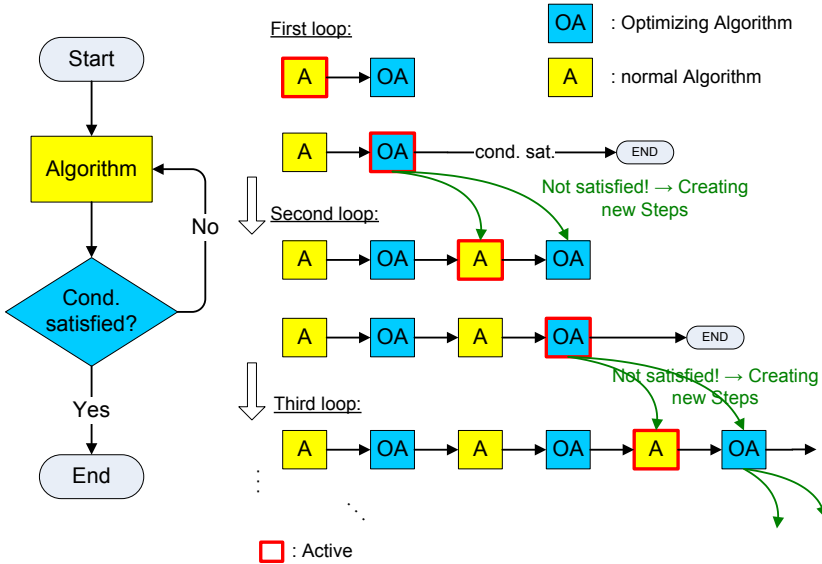 Start
Algorithm
No
Cond.
satisfied?
Yes
End
First loop:
OA : Optimizing Algorithm
A : normal Algorithm
A OA
A OA cond. sat. END
Not satisfied! → Creating
new Steps
Second loop:
A OA A OA
A OA A OA END
Not satisfied! → Creating
new Steps
Third loop:
A OA A OA A OA
: Active